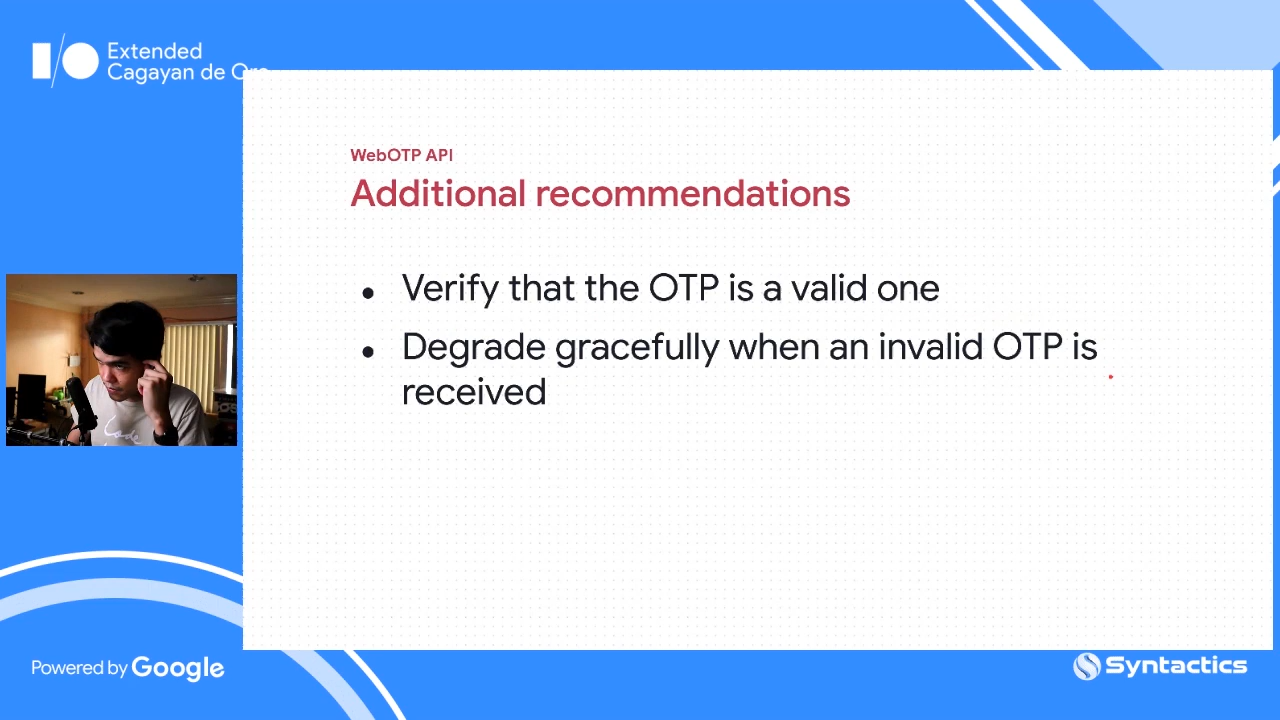 I/O Extended
Cagayan de Oro
WebOTP API
Additional recommendations
• Verify that the OTP is a valid one
• Degrade gracefully when an invalid OTP is
received
Powered by Google
Syntactics